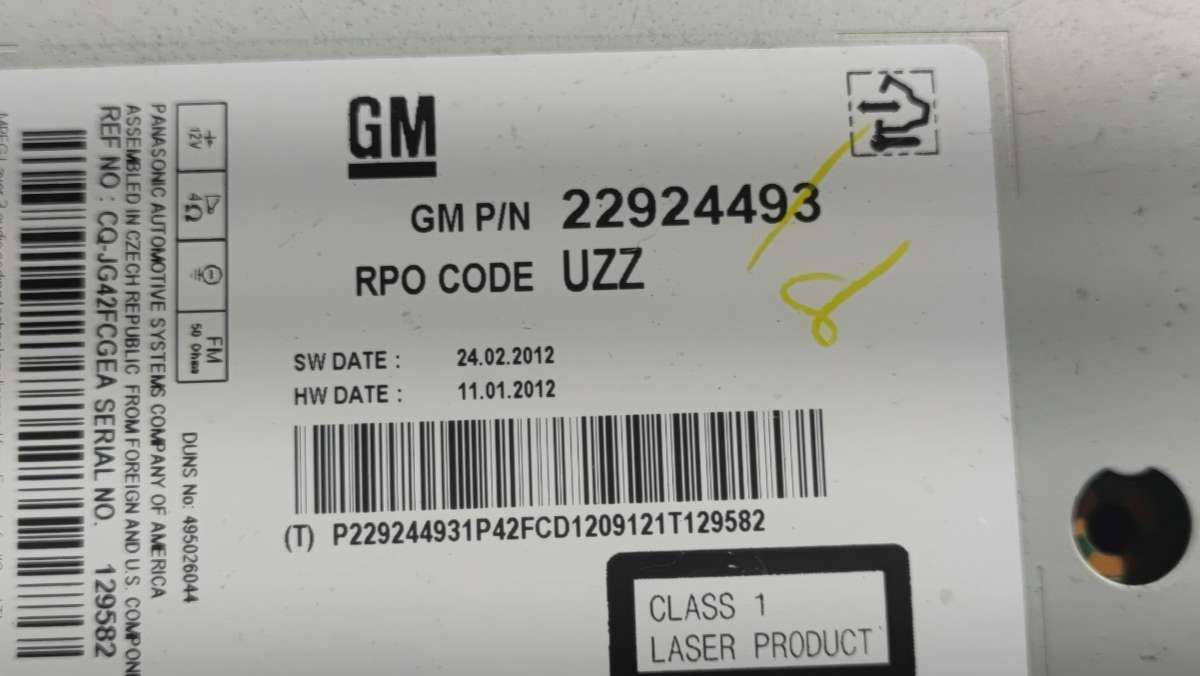 GM
GM P/N 22924493
RPO CODE UZZ
SW DATE : 24.02.2012
HW DATE : 11.01.2012
(T) P229244931P42FCD1209121T129582
CLASS 1
LASER PRODUCT
+ 12V
4Ω
FM 50 Ohms
DUNS No: 495026044
PANASONIC AUTOMOTIVE SYSTEMS COMPANY OF AMERICA
ASSEMBLED IN CZECH REPUBLIC FROM FOREIGN AND U.S. COMPON
REF NO : CQ-JG42FCGEA SERIAL NO. 129582